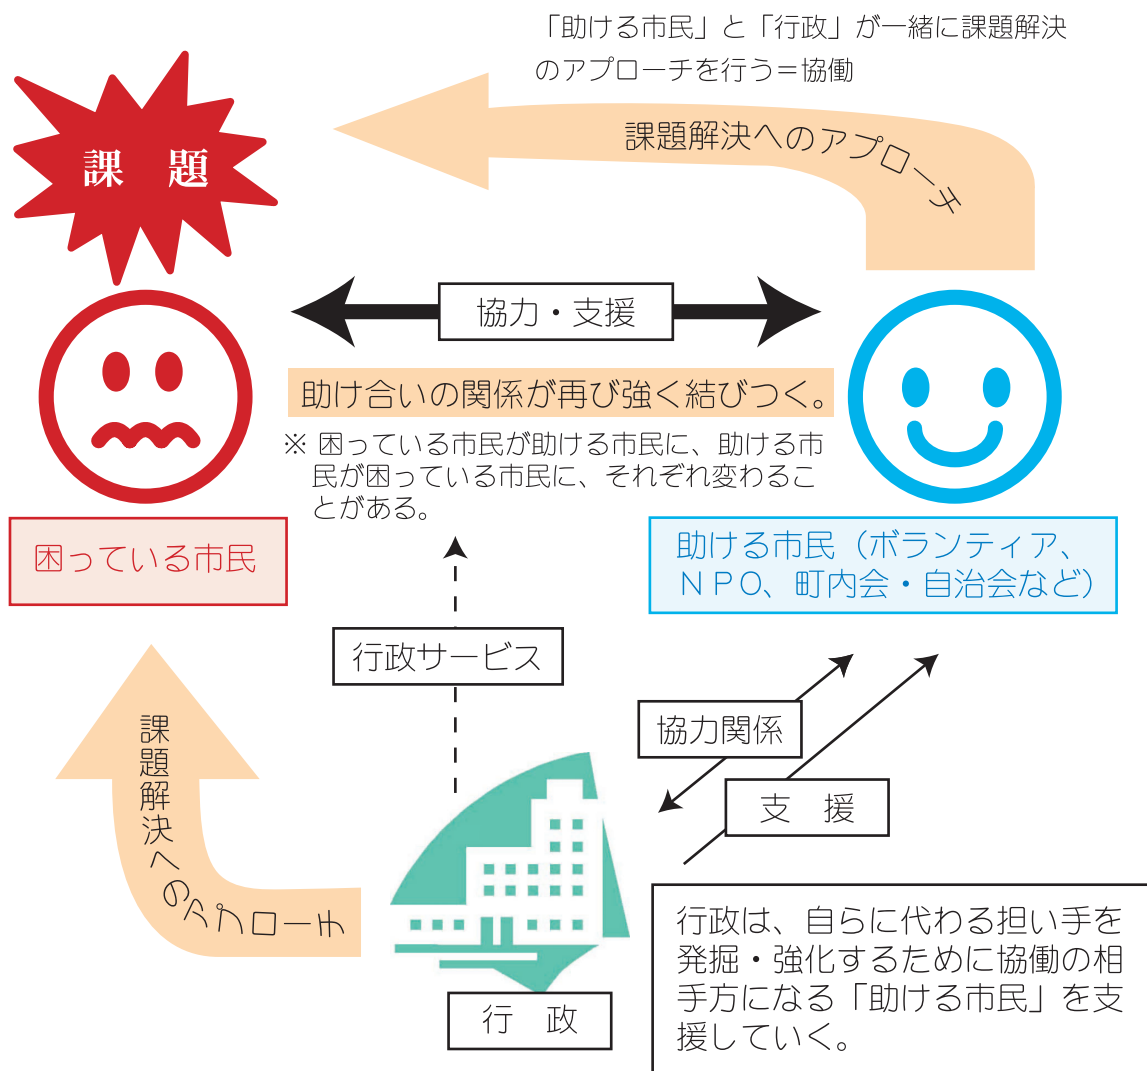 「助ける市民」と「行政」が一緒に課題解決
のアプローチを行う＝協働
課題解決へのアプローチ
課　題
協力・支援
助け合いの関係が再び強く結びつく。
※ 困っている市民が助ける市民に、助ける市
民が困っている市民に、それぞれ変わるこ
とがある。
困っている市民
助ける市民（ボランティア、
ＮＰＯ、町内会・自治会など）
行政サービス
協力関係
支　援
課題解決へのアプローチ
行　政
行政は、自らに代わる担い手を
発掘・強化するために協働の相
手方になる「助ける市民」を支
援していく。